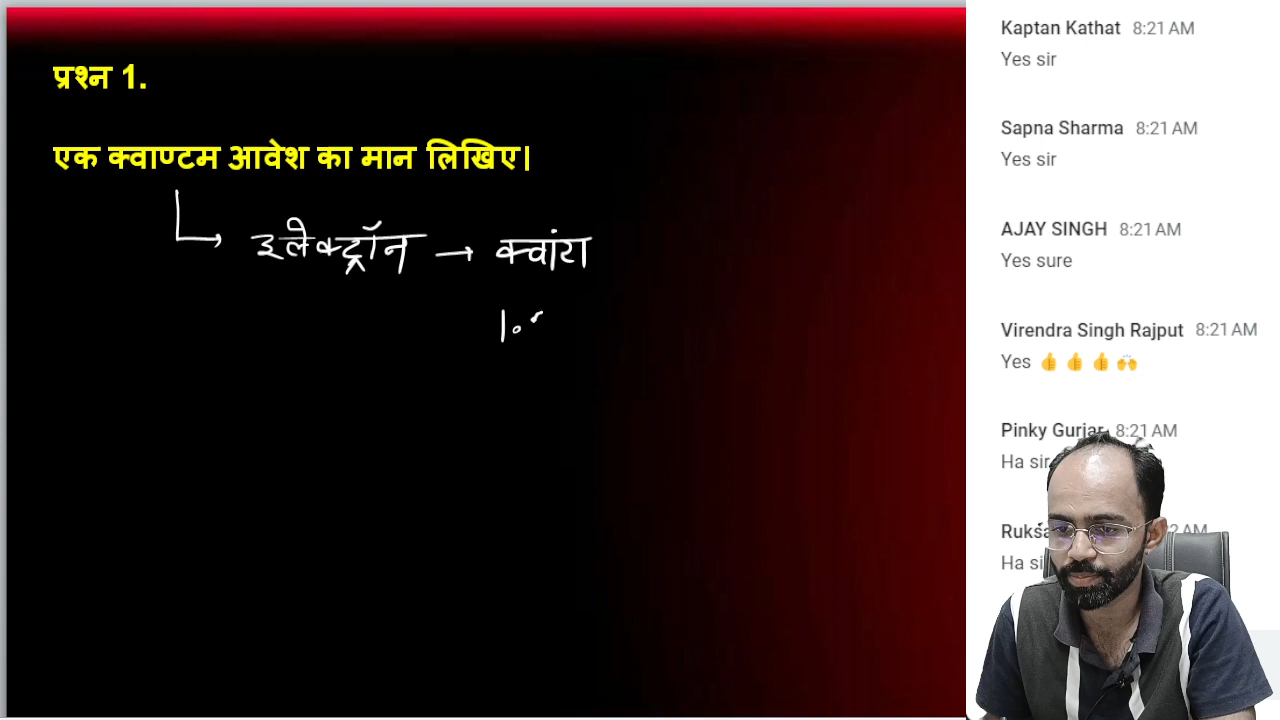 प्रश्न 1.
एक क्वाण्टम आवेश का मान लिखिए।
इलेक्ट्रॉन → क्वांटा
Kaptan Kathat 8:21 AM
Yes sir
Sapna Sharma 8:21 AM
Yes sir
AJAY SINGH 8:21 AM
Yes sure
Virendra Singh Rajput 8:21 AM
Yes 👍 👍 👍 🙌
Pinky Gurjar 8:21 AM
Ha sir